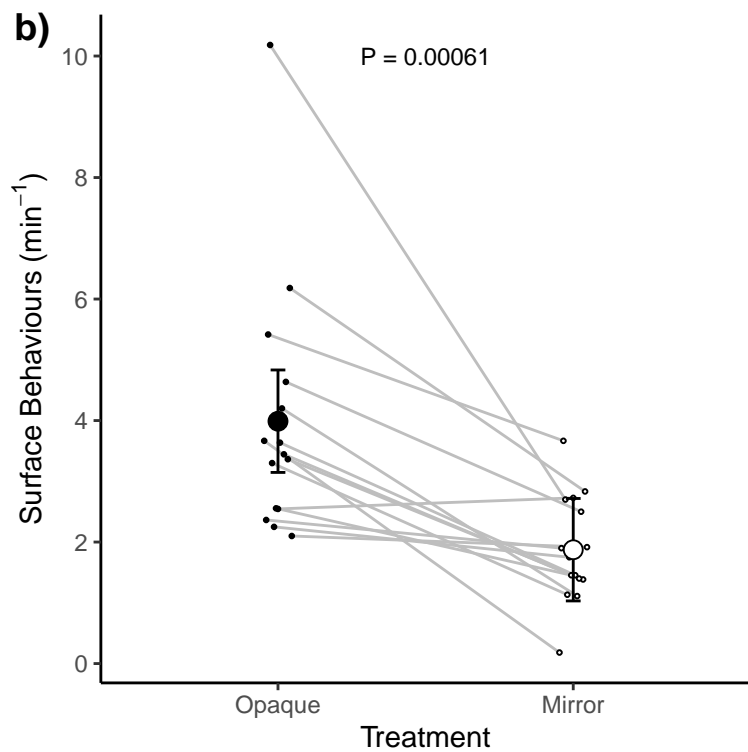 b)
P = 0.00061
10
8
6
4
2
0
Surface Behaviours (min⁻¹)
Opaque
Mirror
Treatment